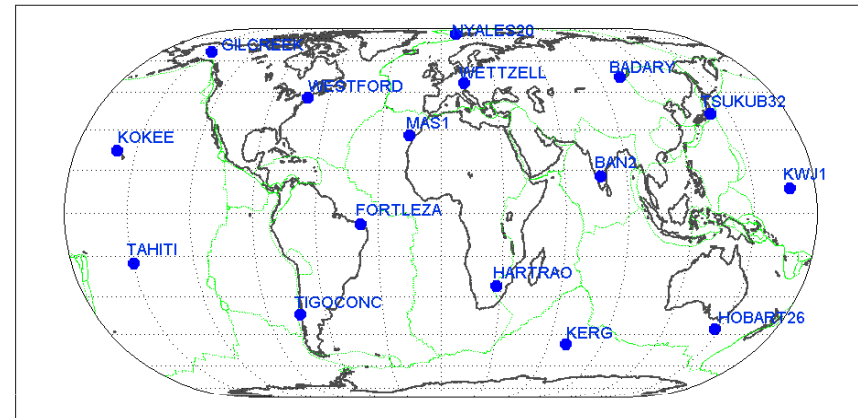 NYALES20
GILCREEK
WETTZELL
BADARY
WESTFORD
TSUKUB32
MAS1
KOKEE
BAN2
KWJ1
FORTLEZA
TAHITI
HARTRAO
TIGOCONC
HOBART26
KERG